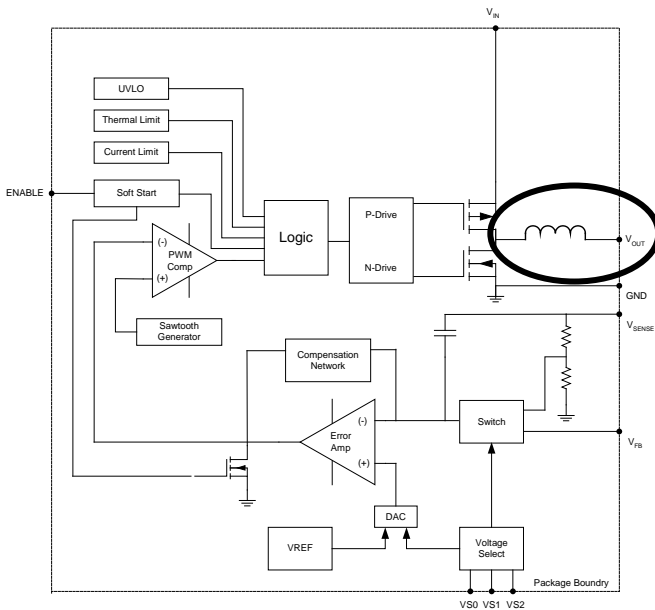 VIN
UVLO
Thermal Limit
Current Limit
ENABLE
Soft Start
P-Drive
Logic
(-)
PWM
Comp
(+)
N-Drive
VOUT
GND
Sawtooth
Generator
VSENSE
Compensation
Network
(-)
Switch
Error
Amp
(+)
VFB
DAC
VREF
Voltage
Select
Package Boundry
VS0 VS1 VS2